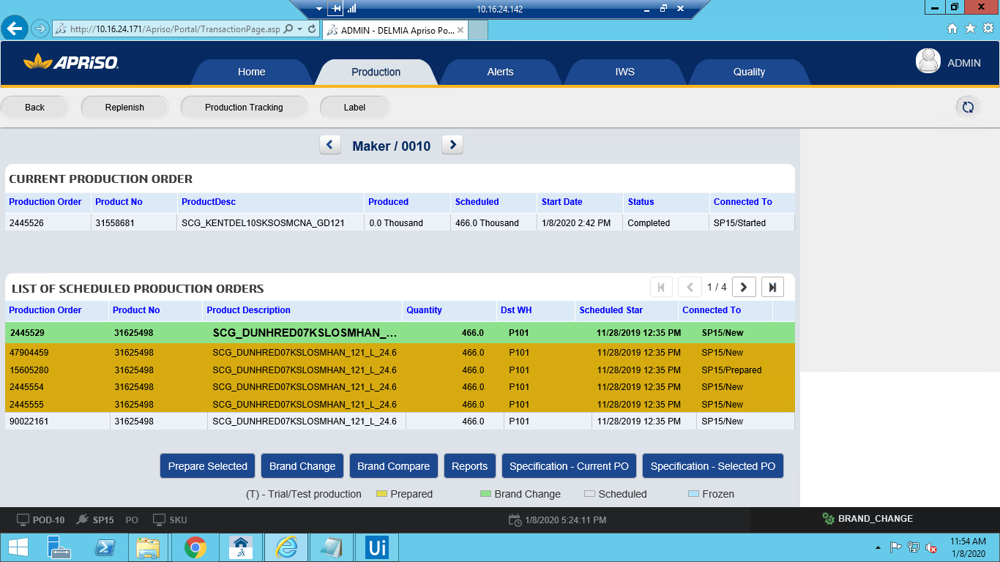 10.16.24.142
http://10.16.24.171/Apriso/Portal/TransactionPage.asp
ADMIN - DELMIA Apriso Po...
APRISO
Home
Production
Alerts
IWS
Quality
ADMIN
Back
Replenish
Production Tracking
Label
Maker / 0010
CURRENT PRODUCTION ORDER
Production Order Product No ProductDesc Produced Scheduled Start Date Status Connected To
2445526 31558681 SCG_KENTDEL10SKSOSMCNA_GD121 0.0 Thousand 466.0 Thousand 1/8/2020 2:42 PM Completed SP15/Started
LIST OF SCHEDULED PRODUCTION ORDERS
1 / 4
Production Order Product No Product Description Quantity Dst WH Scheduled Star Connected To
2445529 31625498 SCG_DUNHRED07KSLOSMHAN_... 466.0 P101 11/28/2019 12:35 PM SP15/New
47904459 31625498 SCG_DUNHRED07KSLOSMHAN_121_L_24.6 466.0 P101 11/28/2019 12:35 PM SP15/New
15605280 31625498 SCG_DUNHRED07KSLOSMHAN_121_L_24.6 466.0 P101 11/28/2019 12:35 PM SP15/Prepared
2445554 31625498 SCG_DUNHRED07KSLOSMHAN_121_L_24.6 466.0 P101 11/28/2019 12:35 PM SP15/New
2445555 31625498 SCG_DUNHRED07KSLOSMHAN_121_L_24.6 466.0 P101 11/28/2019 12:35 PM SP15/New
90022161 31625498 SCG_DUNHRED07KSLOSMHAN_121_L_24.6 466.0 P101 11/28/2019 12:35 PM SP15/New
Prepare Selected
Brand Change
Brand Compare
Reports
Specification - Current PO
Specification - Selected PO
(T) - Trial/Test production Prepared Brand Change Scheduled Frozen
POD-10 SP15 PO SKU 1/8/2020 5:24:11 PM BRAND_CHANGE
Ui
11:54 AM
1/8/2020